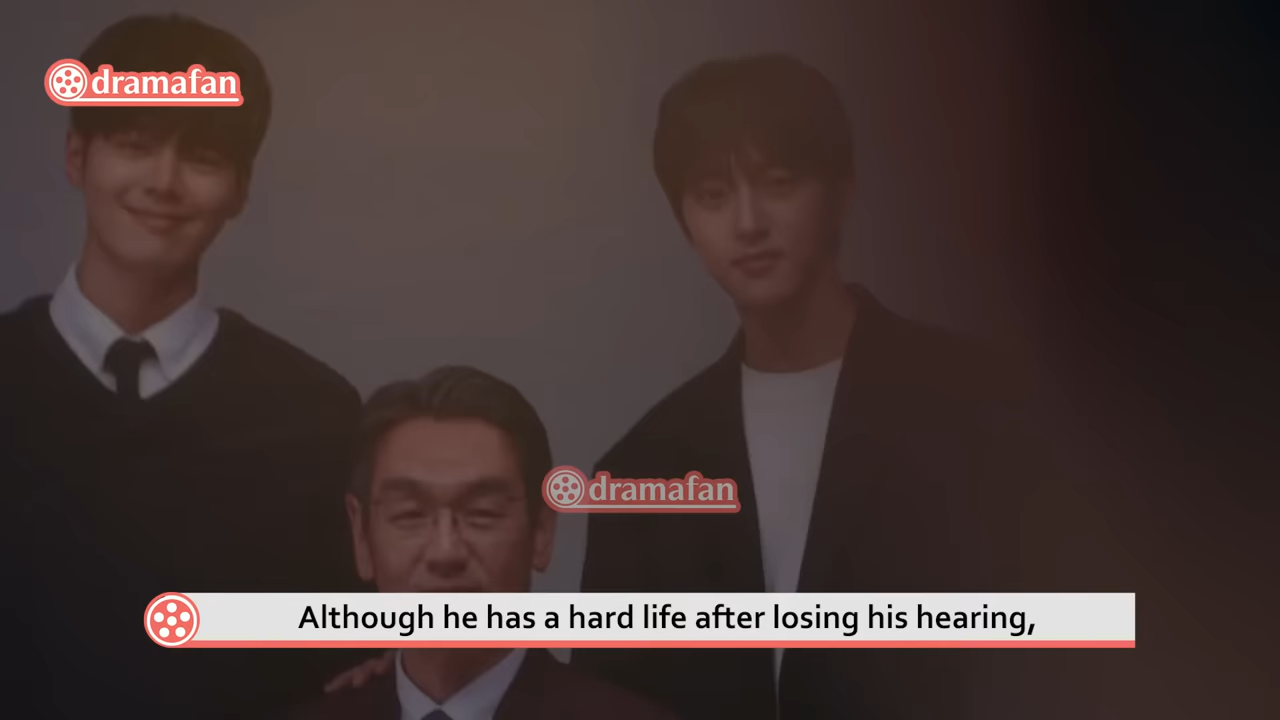 dramafan
dramafan
Although he has a hard life after losing his hearing,